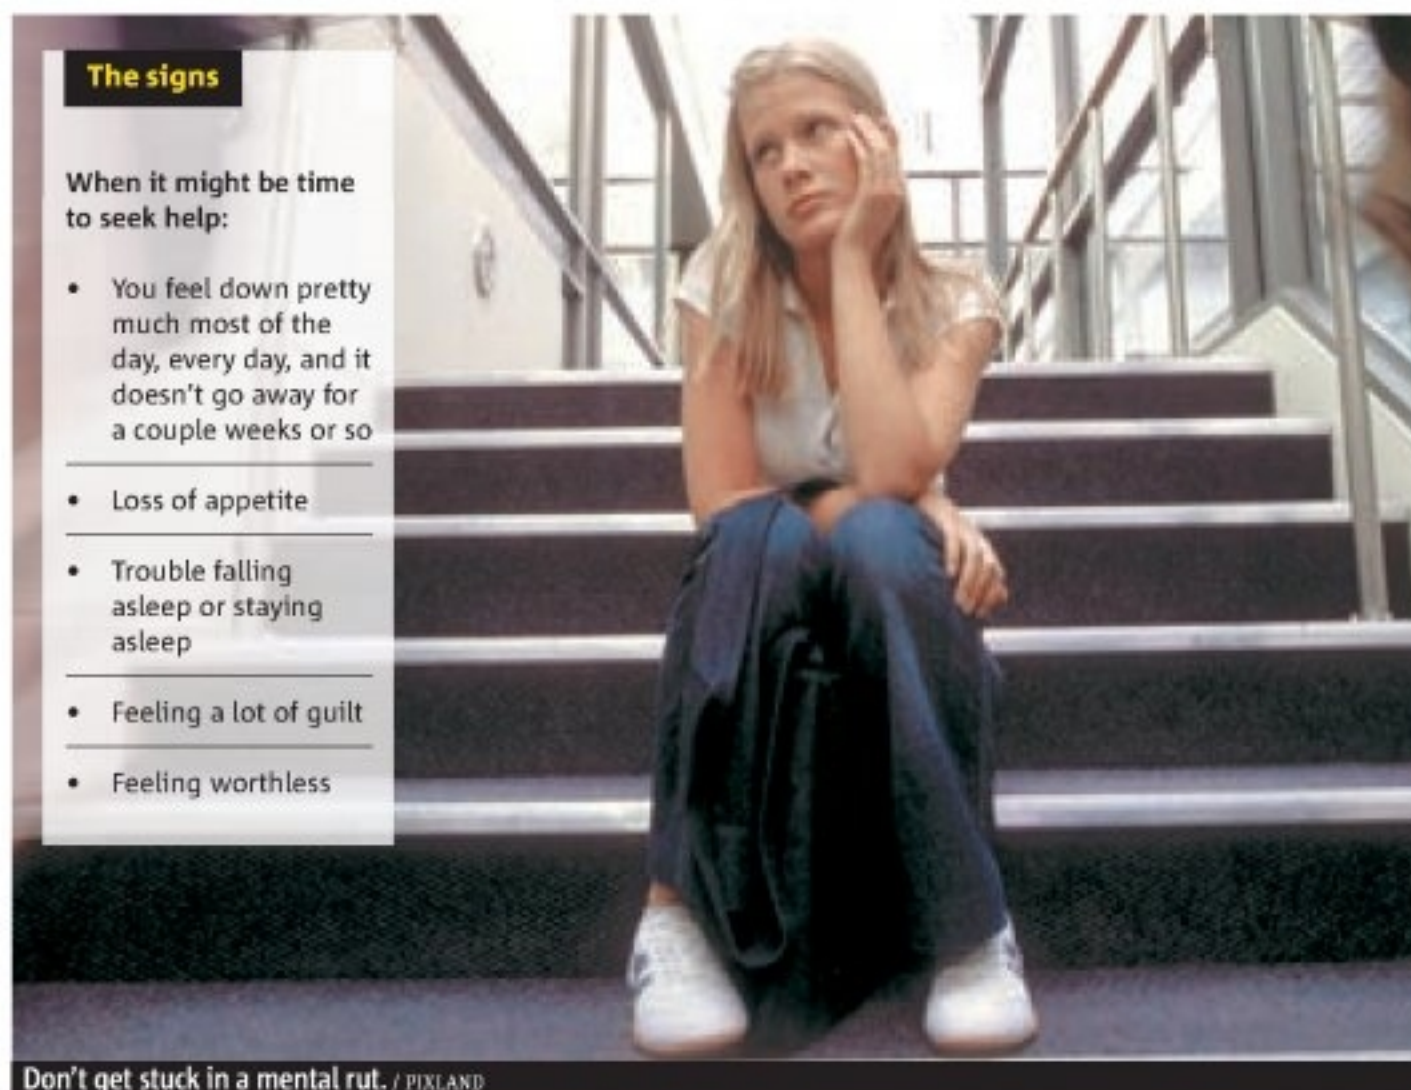 The signs
When it might be time
to seek help:
• You feel down pretty
much most of the
day, every day, and it
doesn't go away for
a couple weeks or so
• Loss of appetite
• Trouble falling
asleep or staying
asleep
• Feeling a lot of guilt
• Feeling worthless
Don't get stuck in a mental rut. / PIXLAND